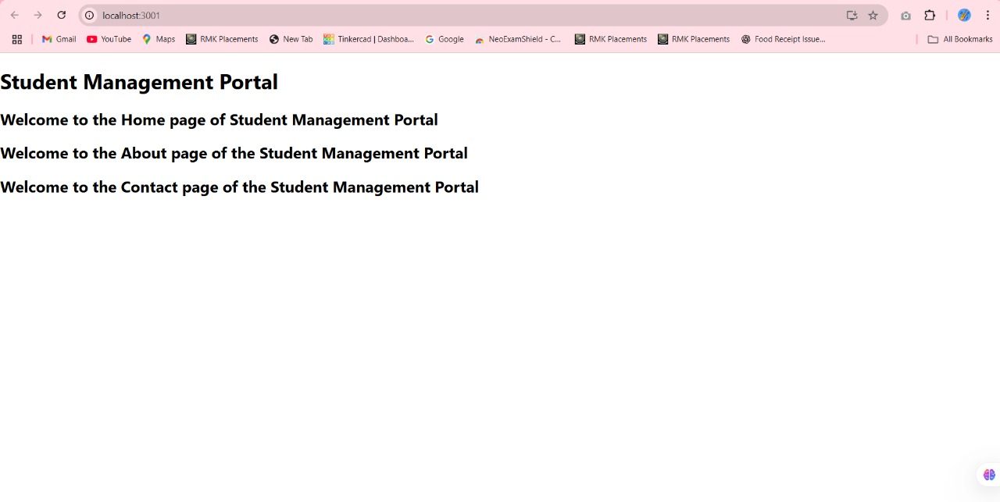 localhost:3001
Gmail YouTube Maps RMK Placements New Tab Tinkercad | Dashboa... Google NeoExamShield - C... RMK Placements RMK Placements Food Receipt Issue... All Bookmarks
Student Management Portal
Welcome to the Home page of Student Management Portal
Welcome to the About page of the Student Management Portal
Welcome to the Contact page of the Student Management Portal